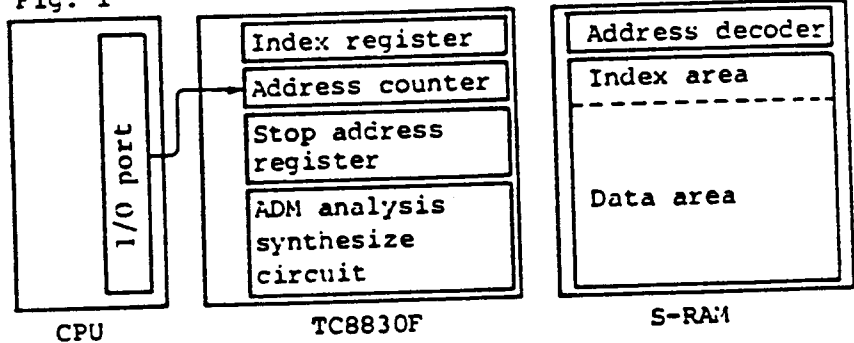 Fig. 1
I/O port
CPU
Index register
Address counter
Stop address
register
ADM analysis
synthesize
circuit
TC8830F
Address decoder
Index area
Data area
S-RAM